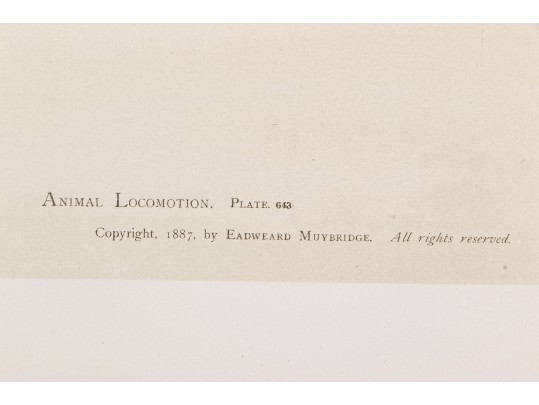 ANIMAL LOCOMOTION. PLATE. 643
Copyright, 1887, by EADWEARD MUYBRIDGE. All rights reserved.